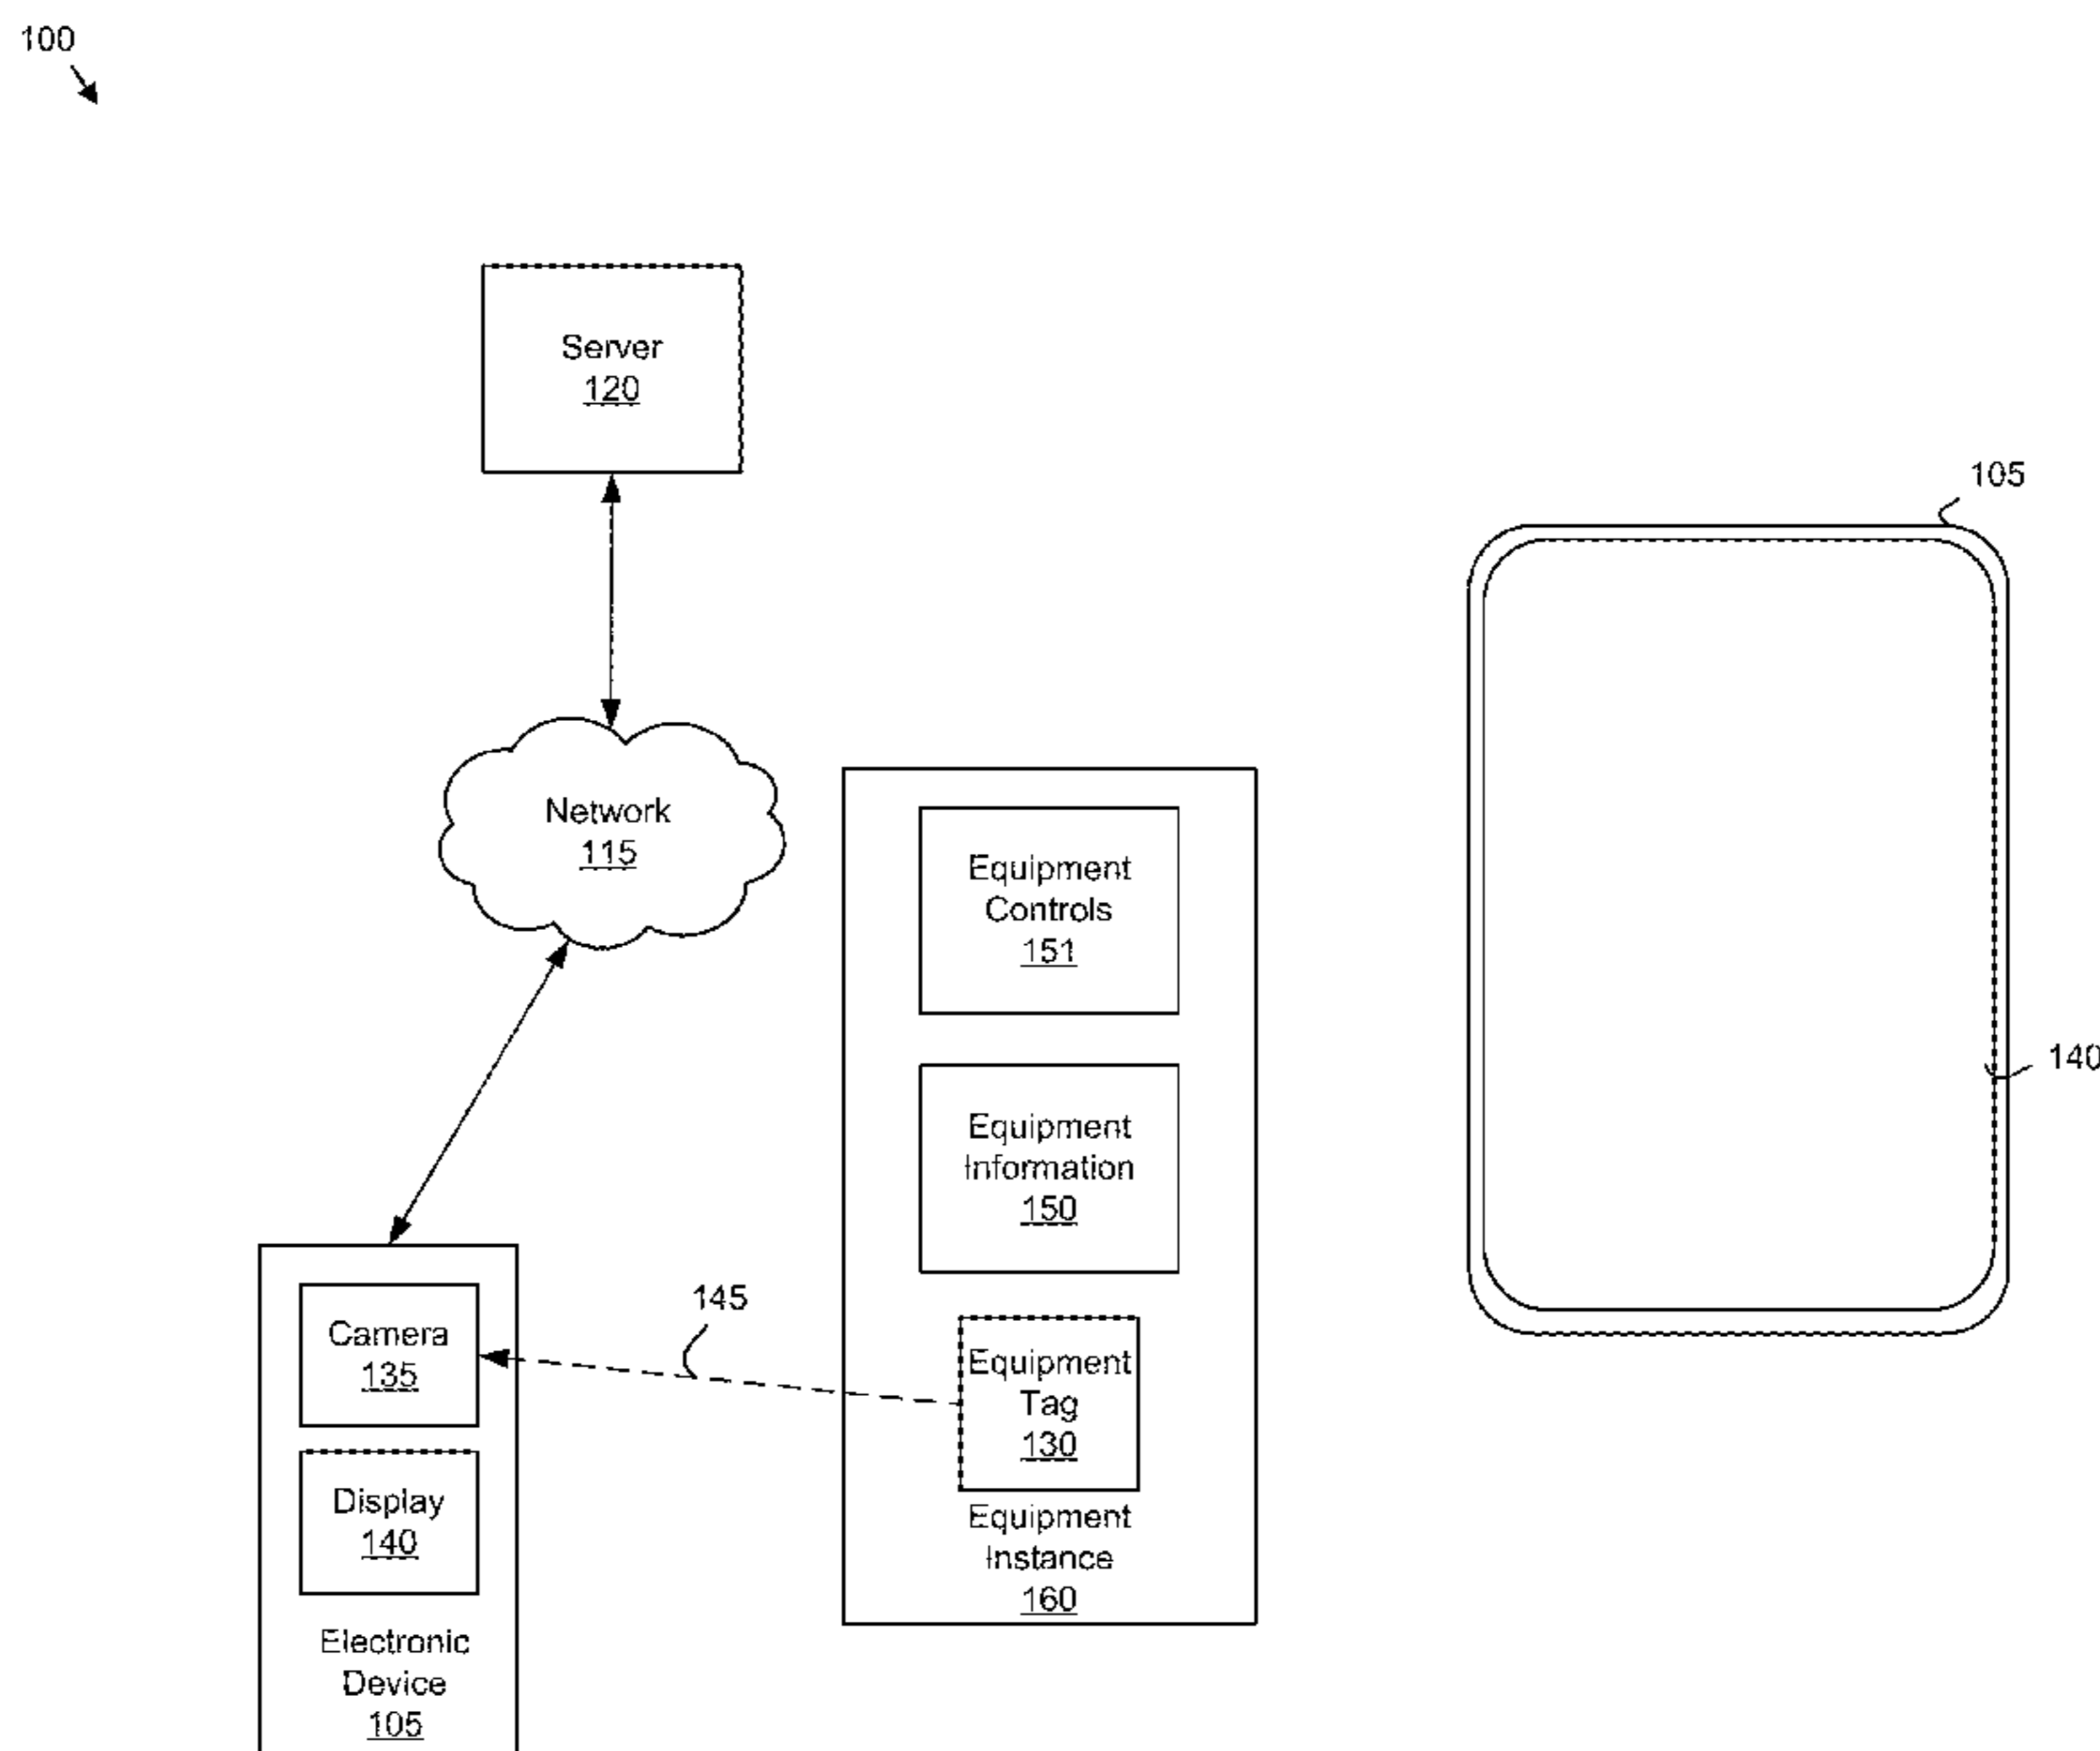 100
Server
120
105
Network
115
Equipment
Controls
151
140
Equipment
Information
150
145
Camera
135
Equipment
Tag
130
Display
140
Equipment
Instance
160
Electronic
Device
105